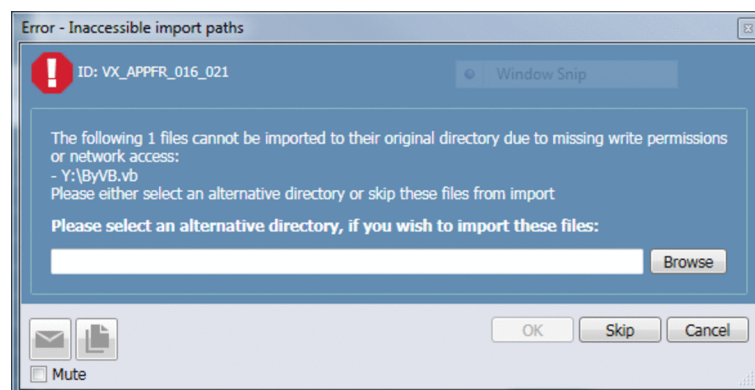 Error - Inaccessible import paths
ID: VX_APPFR_016_021
Window Snip
The following 1 files cannot be imported to their original directory due to missing write permissions
or network access:
- Y:\ByVB.vb
Please either select an alternative directory or skip these files from import
Please select an alternative directory, if you wish to import these files:
Browse
OK
Skip
Cancel
Mute